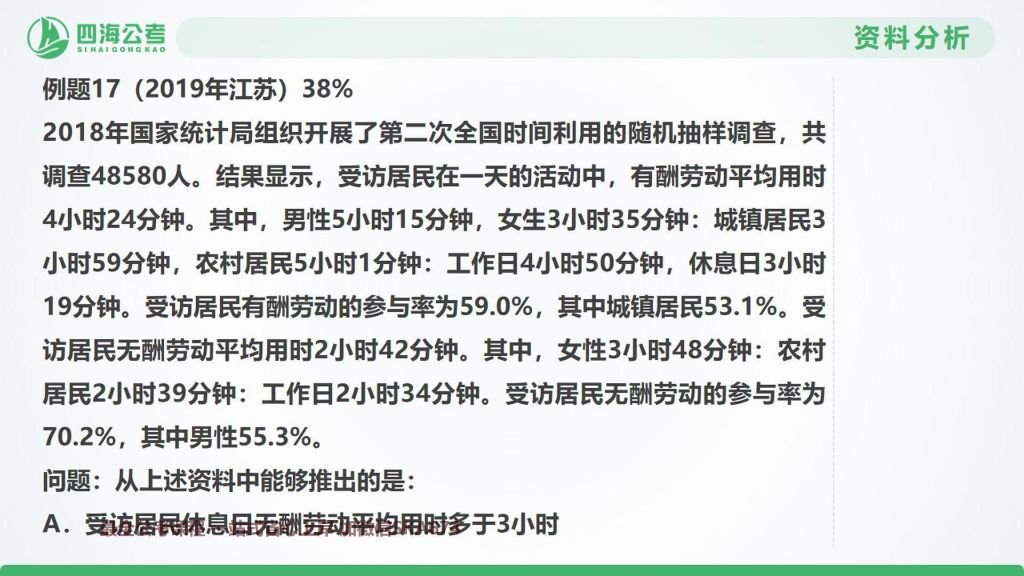 四海公考
SIHAIGONGKAO
资料分析
例题17（2019年江苏）38%
2018年国家统计局组织开展了第二次全国时间利用的随机抽样调查，共
调查48580人。结果显示，受访居民在一天的活动中，有酬劳动平均用时
4小时24分钟。其中，男性5小时15分钟，女生3小时35分钟：城镇居民3
小时59分钟，农村居民5小时1分钟：工作日4小时50分钟，休息日3小时
19分钟。受访居民有酬劳动的参与率为59.0%，其中城镇居民53.1%。受
访居民无酬劳动平均用时2小时42分钟。其中，女性3小时48分钟：农村
居民2小时39分钟：工作日2小时34分钟。受访居民无酬劳动的参与率为
70.2%，其中男性55.3%。
问题：从上述资料中能够推出的是：
A．受访居民休息日无酬劳动平均用时多于3小时